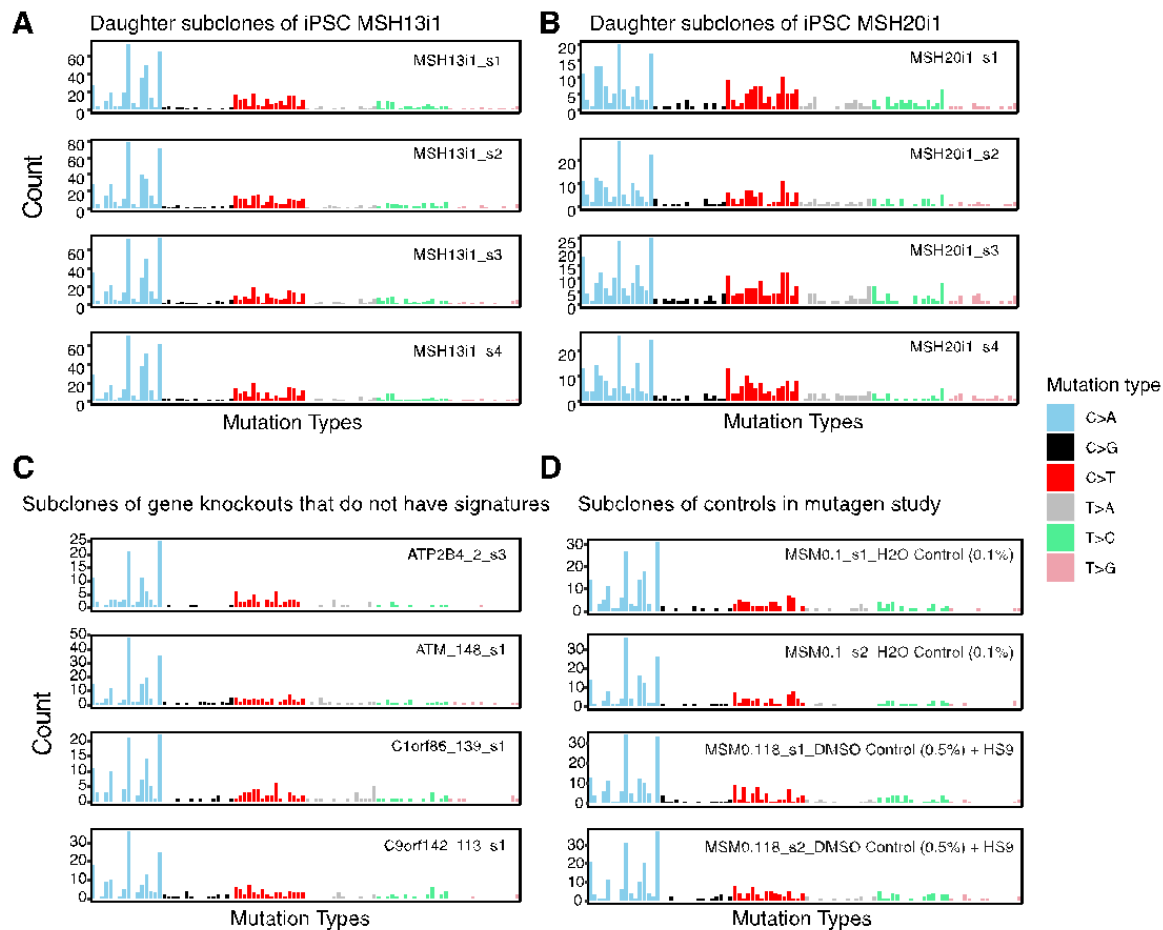 A
Daughter subclones of iPSC MSH13i1
B
Daughter subclones of iPSC MSH20i1
Count
MSH13i1_s1
60
40
20
0
MSH13i1_s2
80
60
40
20
0
MSH13i1_s3
60
40
20
0
MSH13i1_s4
60
40
20
0
Mutation Types
MSH20i1_s1
20
15
10
5
0
MSH20i1_s2
20
10
0
MSH20i1_s3
25
20
15
10
5
0
MSH20i1_s4
20
10
0
Mutation Types
Mutation type
C>A
C>G
C>T
T>A
T>C
T>G
C
Subclones of gene knockouts that do not have signatures
D
Subclones of controls in mutagen study
Count
ATP2B4_2_s3
25
20
15
10
5
0
ATM_148_s1
50
40
30
20
10
0
C1orf86_139_s1
20
15
10
5
0
C9orf142_113_s1
30
20
10
0
Mutation Types
MSM0.1_s1_H2O Control (0.1%)
30
20
10
0
MSM0.1_s2_H2O Control (0.1%)
30
20
10
0
MSM0.118_s1_DMSO Control (0.5%) + HS9
30
20
10
0
MSM0.118_s2_DMSO Control (0.5%) + HS9
30
20
10
0
Mutation Types